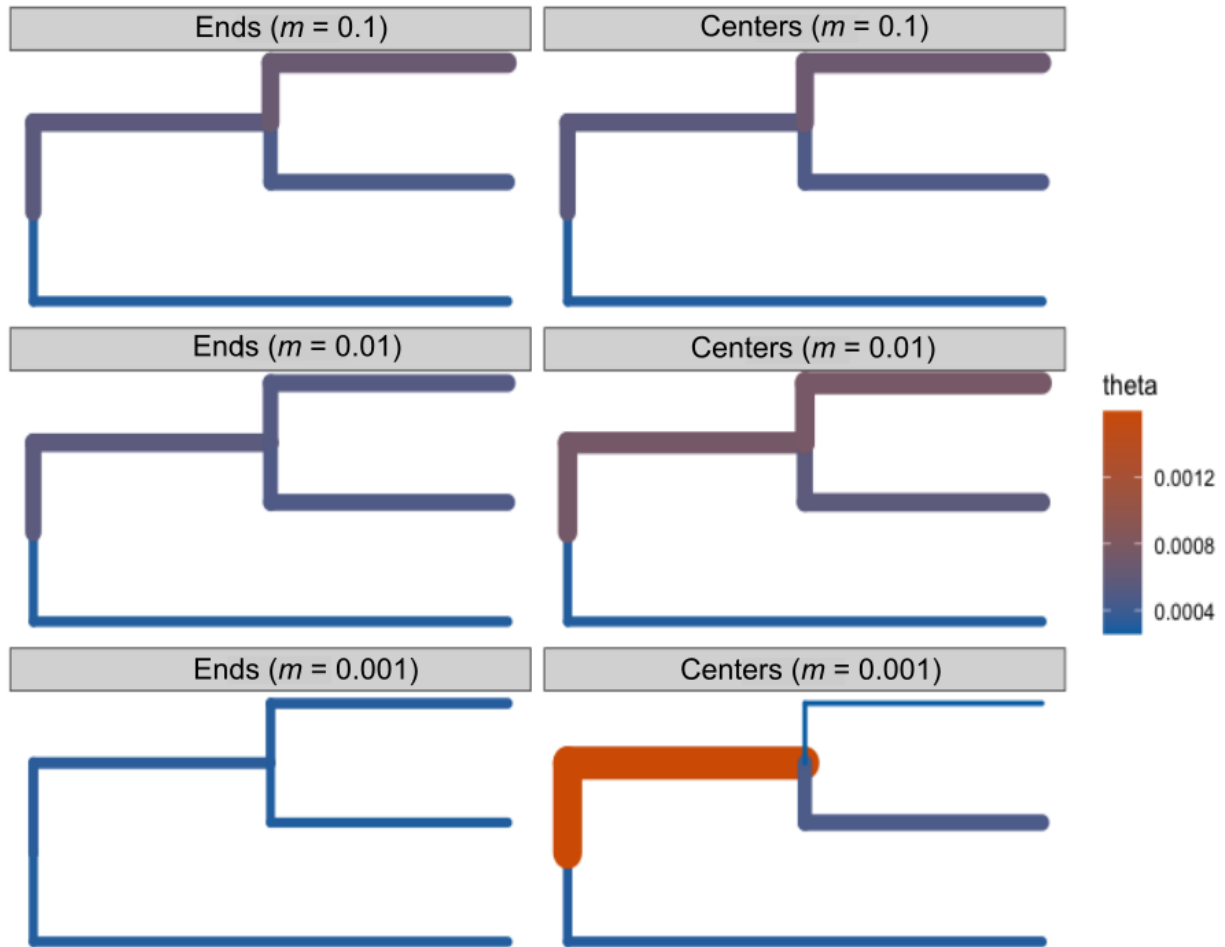 Ends (m = 0.1)
Centers (m = 0.1)
Ends (m = 0.01)
Centers (m = 0.01)
theta
0.0012
0.0008
0.0004
Ends (m = 0.001)
Centers (m = 0.001)